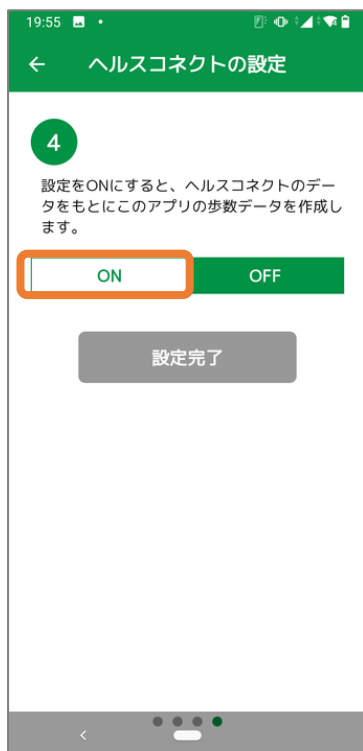 19:55
ヘルスコネクトの設定
4
設定をONにすると、ヘルスコネクトのデー
タをもとにこのアプリの歩数データを作成し
ます。
ON OFF
設定完了